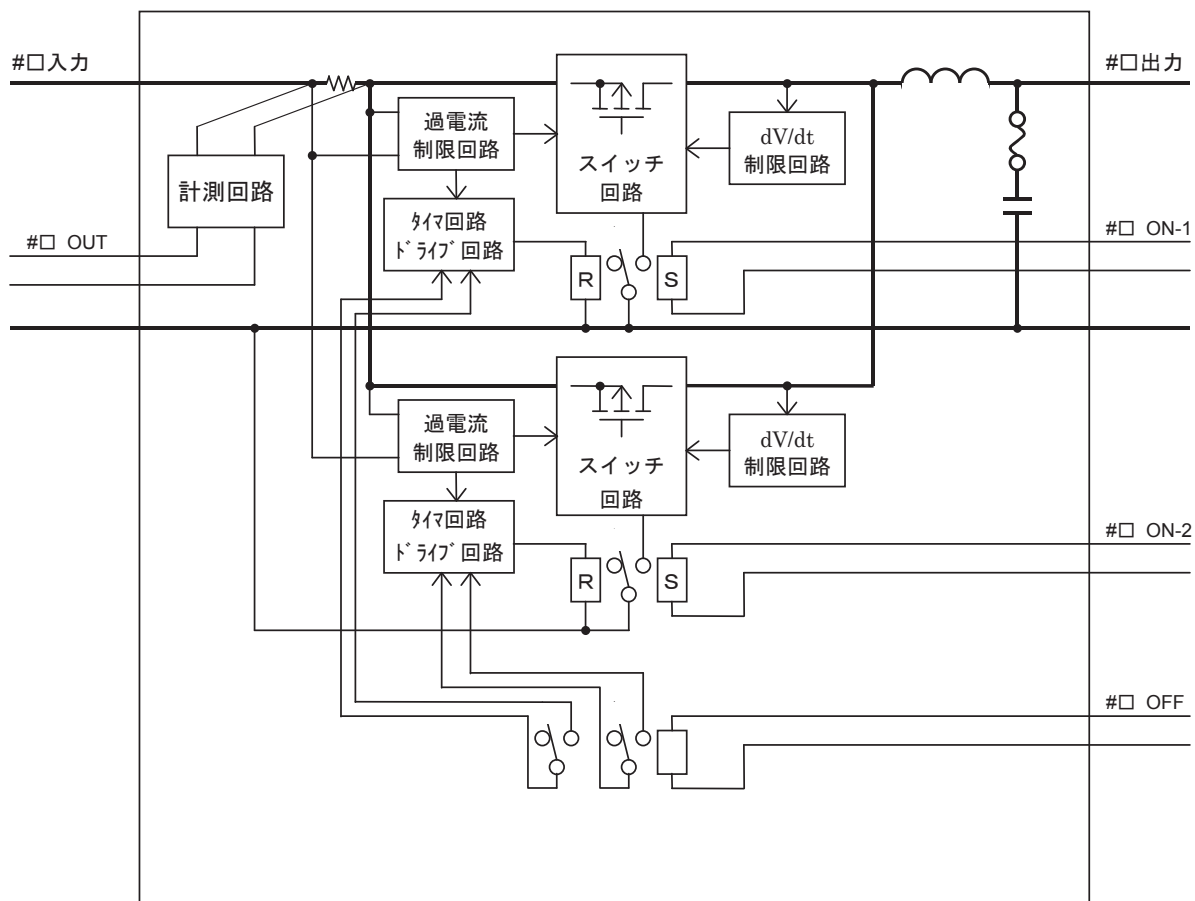 #□入力
#□出力
過電流
制限回路
スイッチ
回路
dV/dt
制限回路
計測回路
ﾀｲﾏ回路
ﾄﾞﾗｲﾌﾞ回路
#□ OUT
#□ ON-1
R
S
過電流
制限回路
スイッチ
回路
dV/dt
制限回路
ﾀｲﾏ回路
ﾄﾞﾗｲﾌﾞ回路
#□ ON-2
R
S
#□ OFF